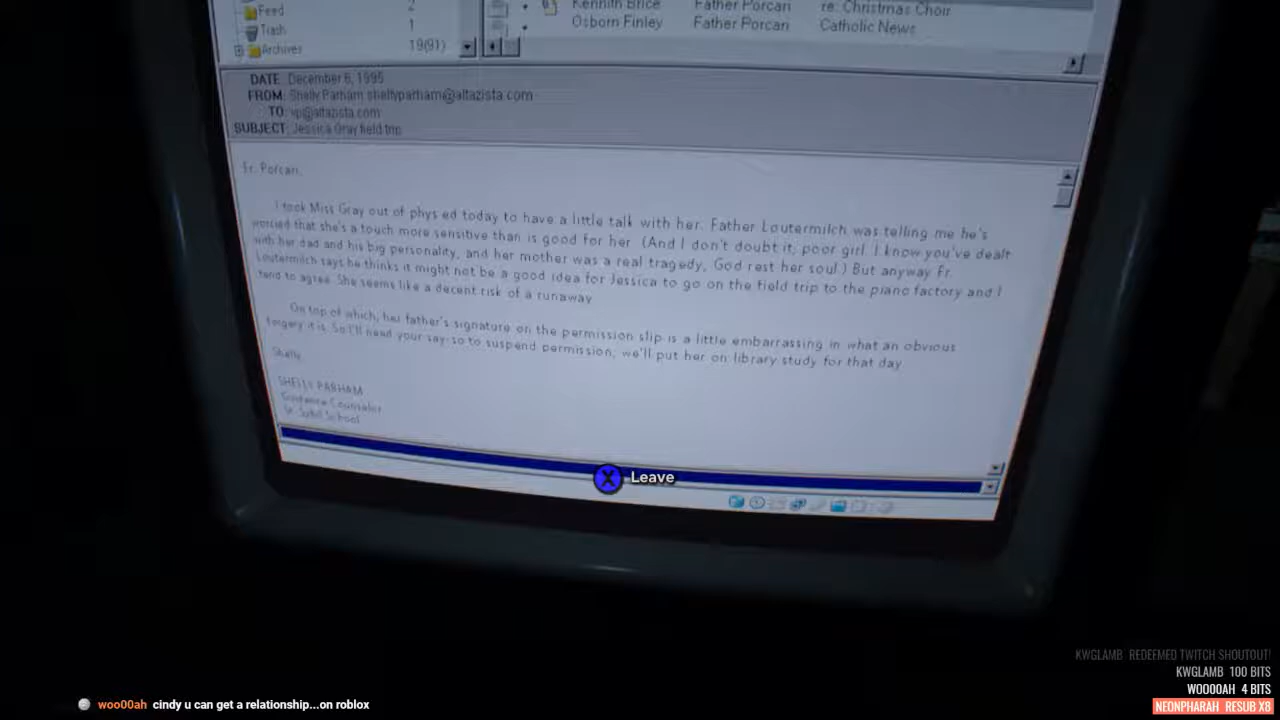 Feed 2
Kennith Brice Father Porcari re: Christmas Choir
Trash 1
Osborn Finley Father Porcari Catholic News
Archives 19(91)
DATE: December 6, 1995
FROM: Shelly Parham shellyparham@altazista.com
TO: vp@altazista.com
SUBJECT: Jessica Gray field trip
Fr. Porcari,
I took Miss Gray out of phys ed today to have a little talk with her. Father Loutermilch was telling me he's
worried that she's a touch more sensitive than is good for her. (And I don't doubt it, poor girl. I know you've dealt
with her dad and his big personality, and her mother was a real tragedy, God rest her soul.) But anyway Fr.
Loutermilch says he thinks it might not be a good idea for Jessica to go on the field trip to the piano factory and I
tend to agree. She seems like a decent risk of a runaway.
On top of which, her father's signature on the permission slip is a little embarrassing in what an obvious
forgery it is. So I'll need your say-so to suspend permission, we'll put her on library study for that day.
Shelly
SHELLY PARHAM
Guidance Counselor
St. Sybil School
X Leave
KWGLAMB REDEEMED TWITCH SHOUTOUT!
KWGLAMB 100 BITS
WOOOOAH 4 BITS
NEONPHARAH RESUB X8
woo00ah cindy u can get a relationship...on roblox